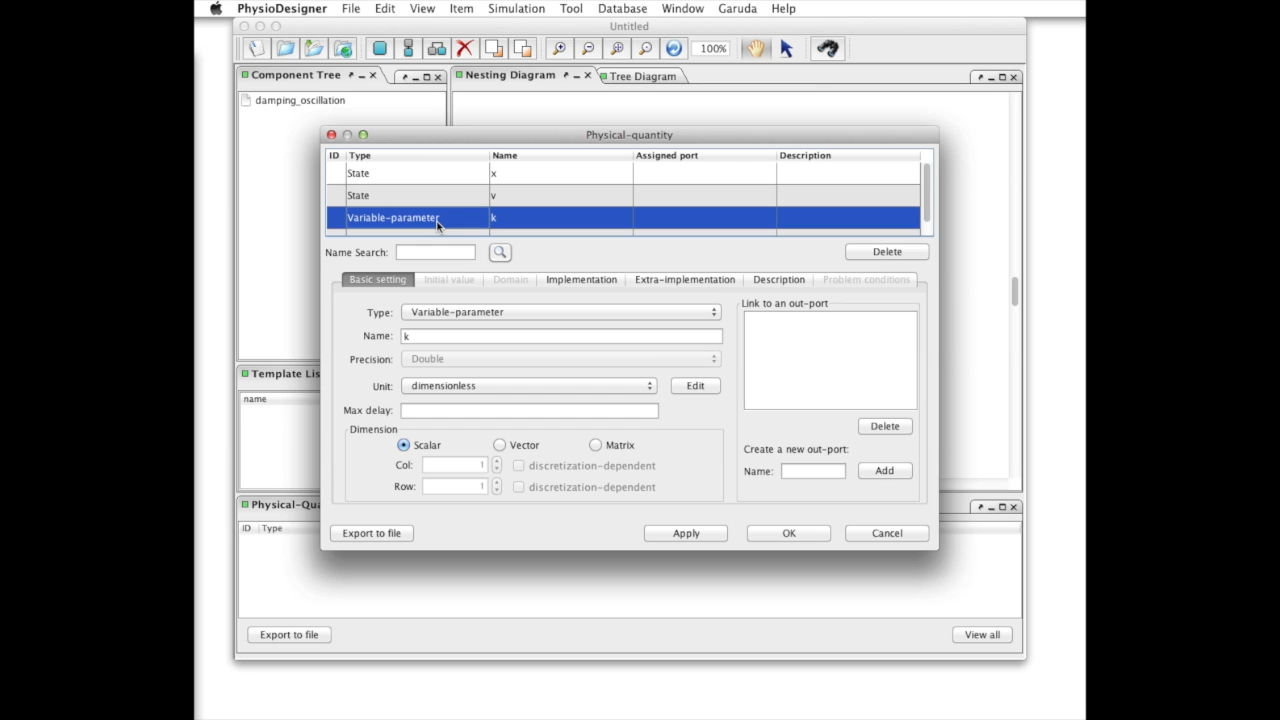 PhysioDesigner File Edit View Item Simulation Tool Database Window Garuda Help
Untitled
100%
Component Tree
Nesting Diagram
Tree Diagram
damping_oscillation
Physical-quantity
ID Type Name Assigned port Description
State x
State v
Variable-parameter k
Name Search:
Delete
Basic setting Initial value Domain Implementation Extra-implementation Description Problem conditions
Type: Variable-parameter
Name: k
Precision: Double
Unit: dimensionless Edit
Max delay:
Dimension
Scalar Vector Matrix
Col: 1 discretization-dependent
Row: 1 discretization-dependent
Link to an out-port
Delete
Create a new out-port:
Name: Add
Export to file Apply OK Cancel
Template Lis
name
Physical-Qua
ID Type
Export to file View all